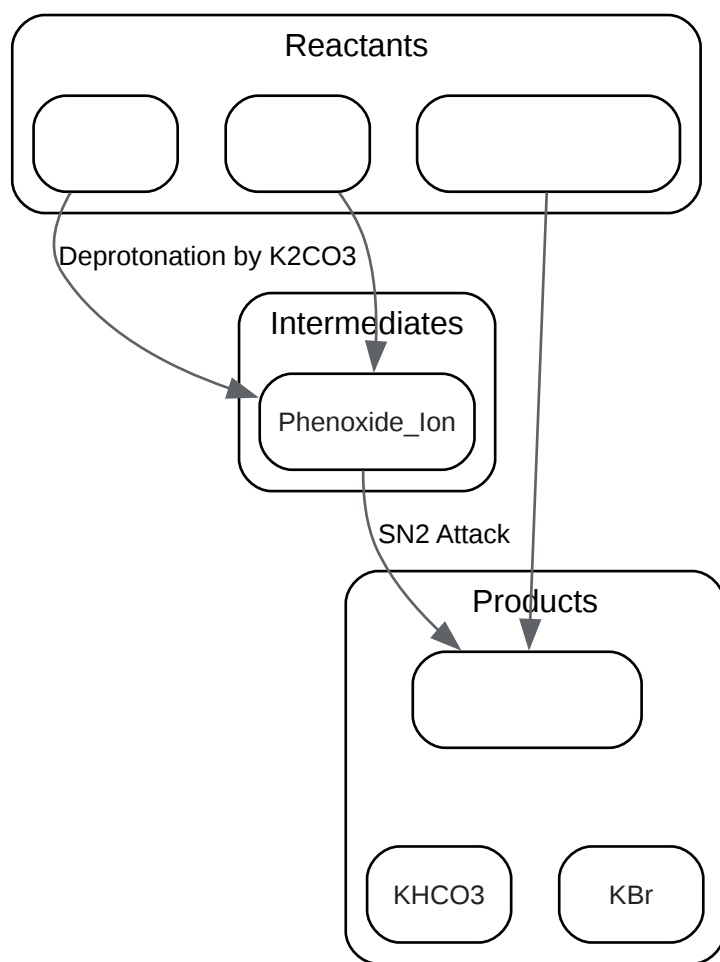 Reactants
Deprotonation by K2CO3
Intermediates
Phenoxide_Ion
SN2 Attack
Products
KHCO3
KBr